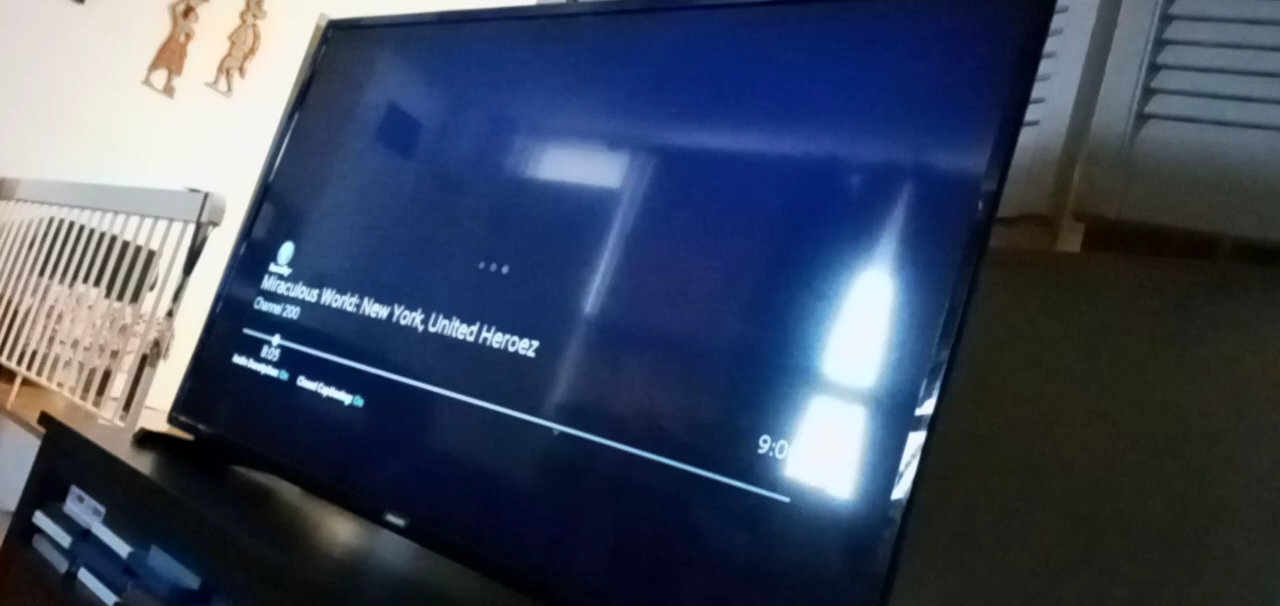 Miraculous World: New York, United Heroez
Channel 200
8:05
9:0
Audio Description On Closed Captioning On